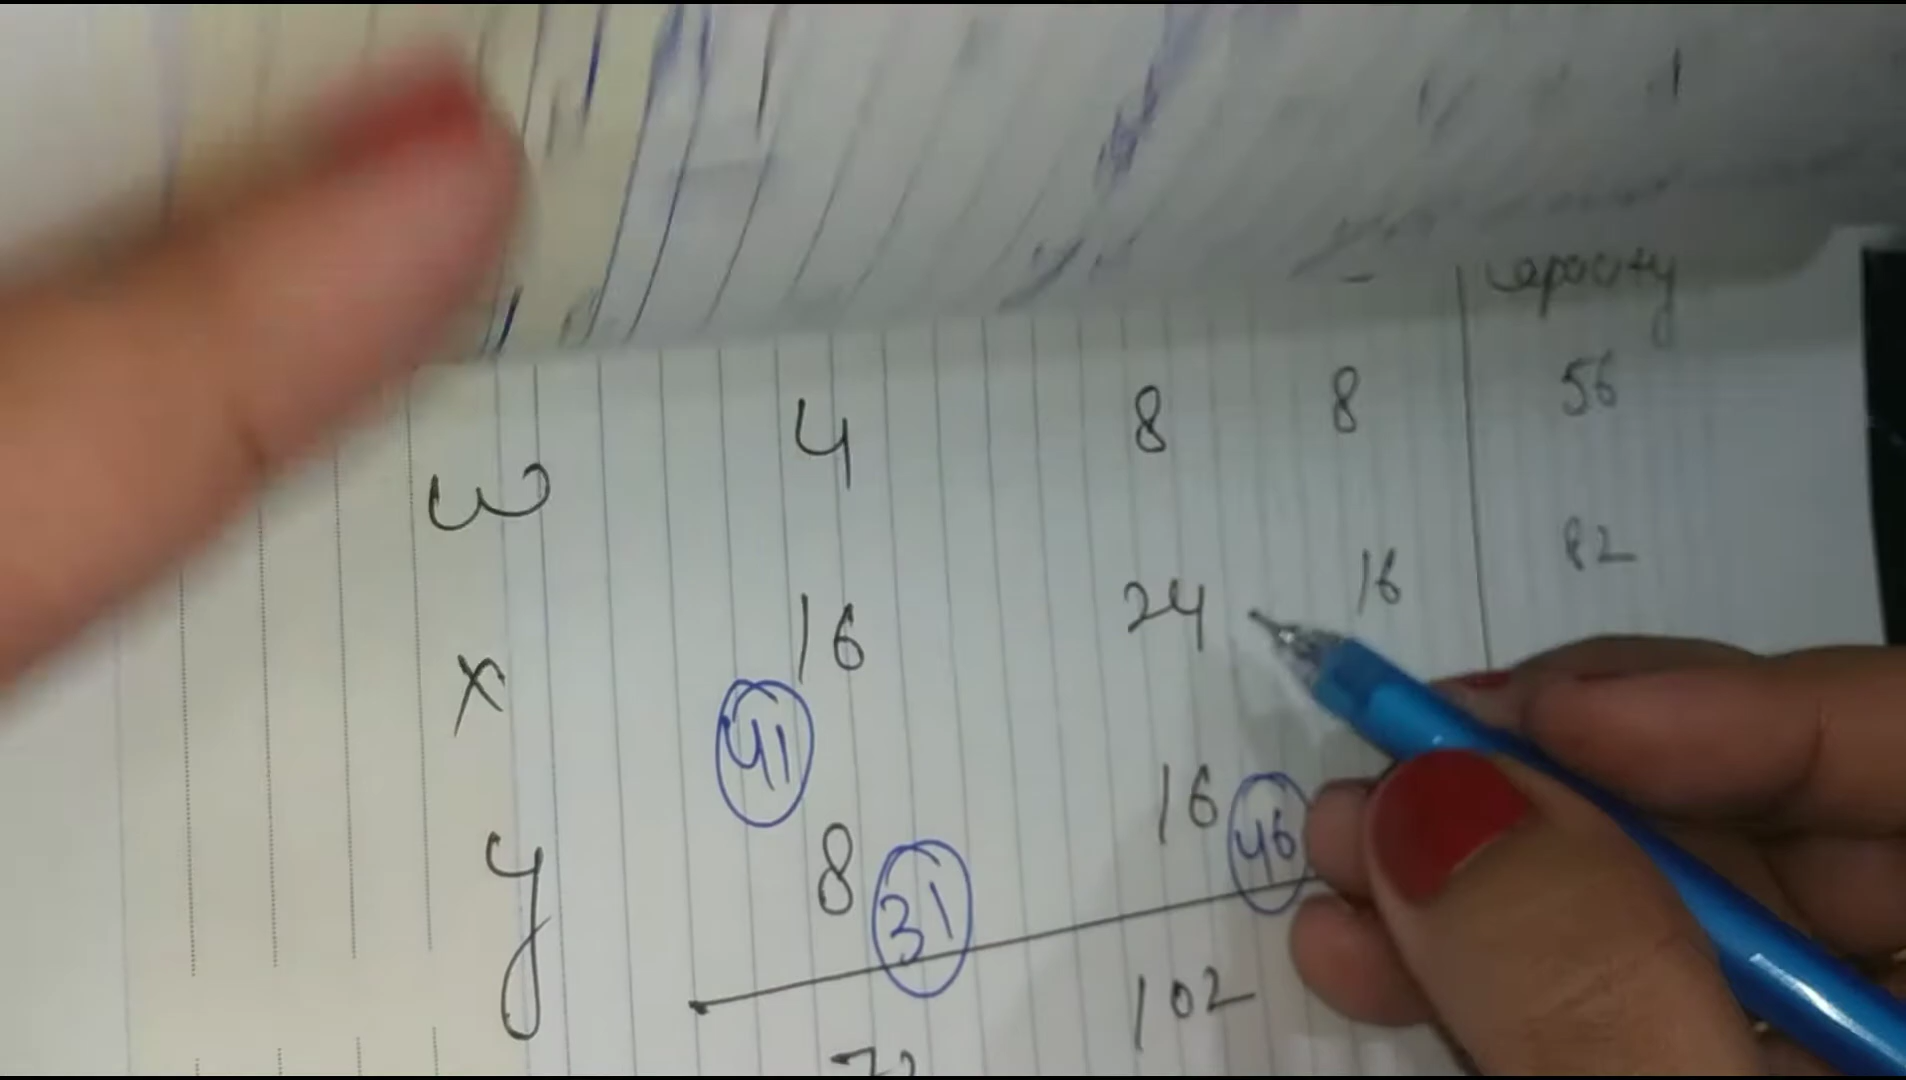 capacity
w 4 8 8 56
x 16 24 16 82
41 46
y 8 31 16
102